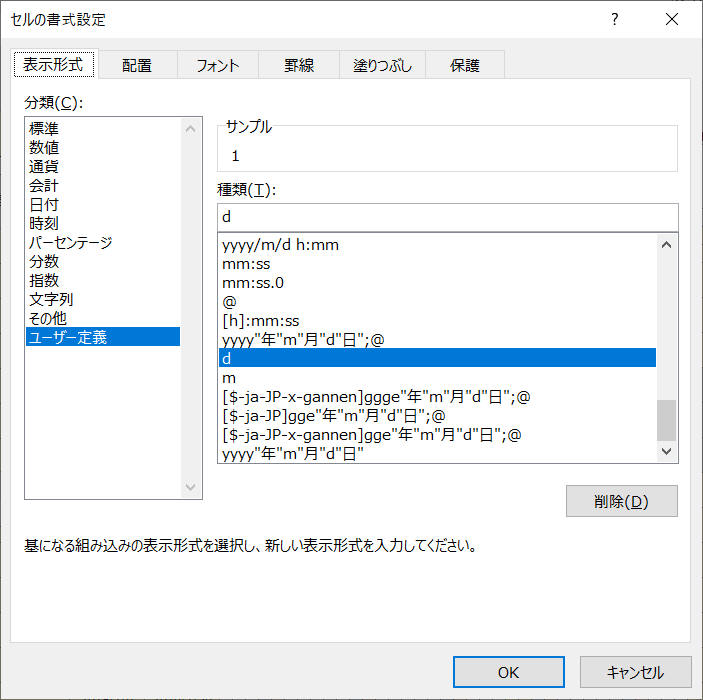 セルの書式設定
?
表示形式 配置 フォント 罫線 塗りつぶし 保護
分類(C):
標準
数値
通貨
会計
日付
時刻
パーセンテージ
分数
指数
文字列
その他
ユーザー定義
サンプル
1
種類(T):
d
yyyy/m/d h:mm
mm:ss
mm:ss.0
@
[h]:mm:ss
yyyy"年"m"月"d"日";@
d
m
[$-ja-JP-x-gannen]ggge"年"m"月"d"日";@
[$-ja-JP]gge"年"m"月"d"日";@
[$-ja-JP-x-gannen]gge"年"m"月"d"日";@
yyyy"年"m"月"d"日"
削除(D)
基になる組み込みの表示形式を選択し、新しい表示形式を入力してください。
OK キャンセル